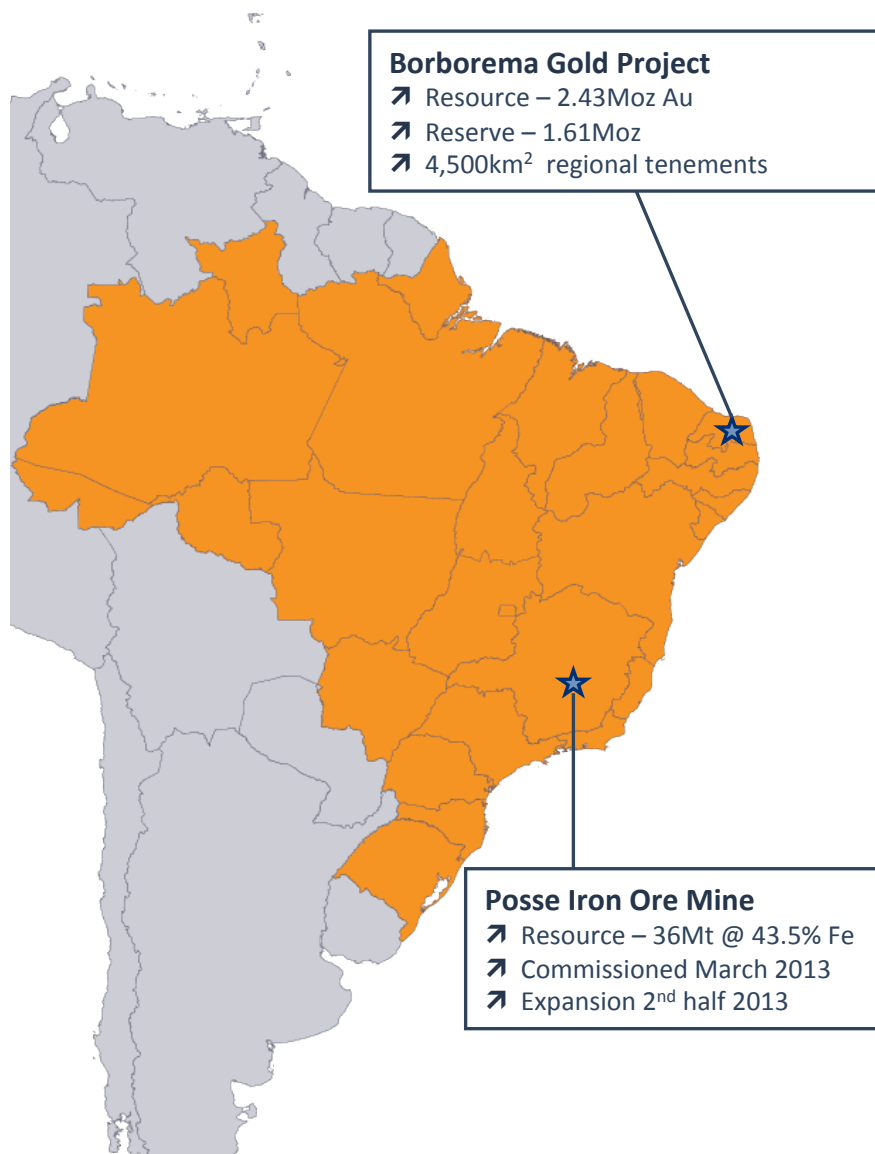 Borborema Gold Project
↗ Resource – 2.43Moz Au
↗ Reserve – 1.61Moz
↗ 4,500km² regional tenements
Posse Iron Ore Mine
↗ Resource – 36Mt @ 43.5% Fe
↗ Commissioned March 2013
↗ Expansion 2ⁿᵈ half 2013